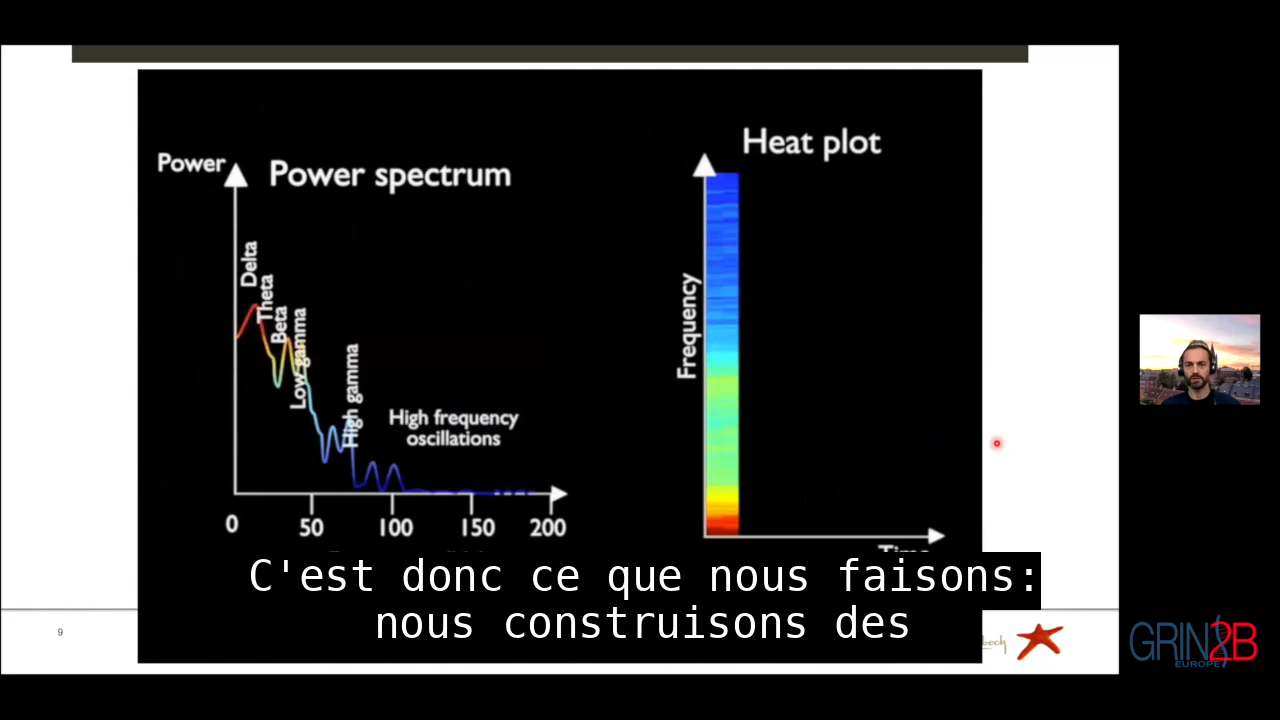 Heat plot
Power
Power spectrum
Delta
Theta
Beta
Low gamma
High gamma
High frequency
oscillations
Frequency
0
50
100
150
200
Time
C'est donc ce que nous faisons:
nous construisons des
9
GRIN2B
EUROPE